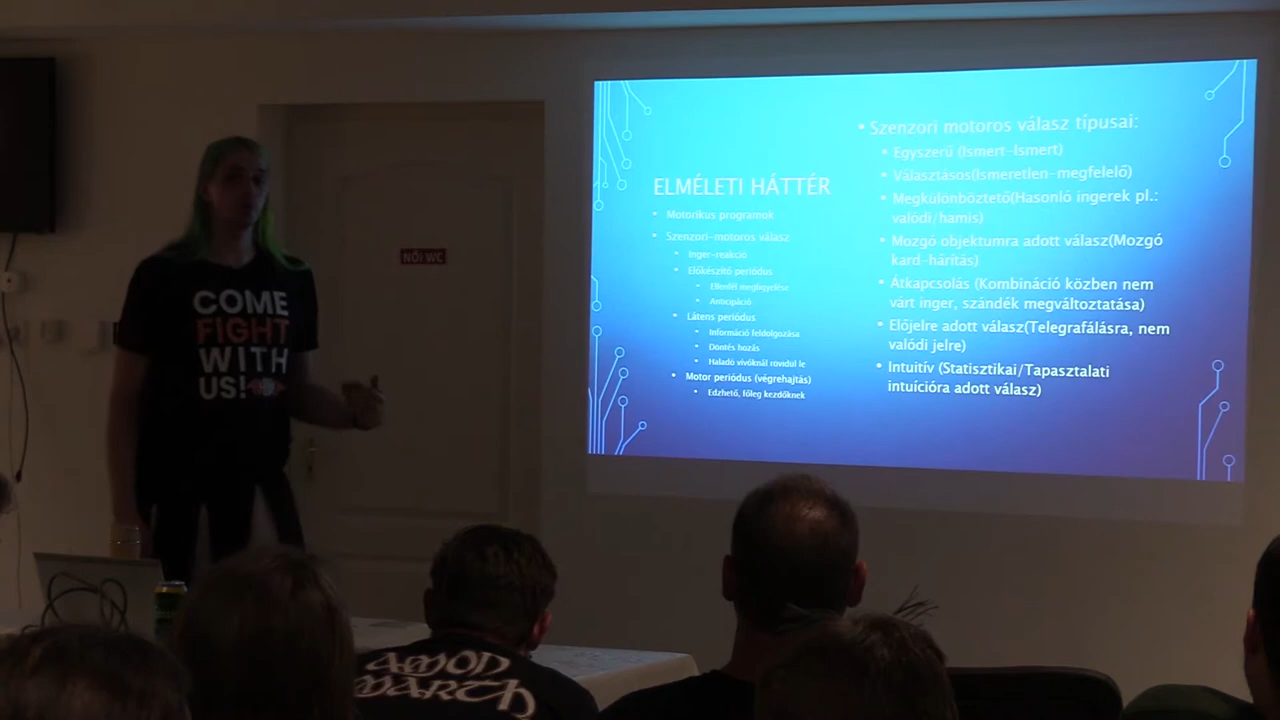 COME
FIGHT
WITH
US!
NŐI WC
ELMÉLETI HÁTTÉR
• Motorikus programok
• Szenzori-motoros válasz
• Inger-reakció
• Előkészítő periódus
• Ellenfél megfigyelése
• Anticipáció
• Látens periódus
• Információ feldolgozása
• Döntés hozás
• Haladó vívóknál rövidül le
• Motor periódus (végrehajtás)
• Edzhető, főleg kezdőknek
• Szenzori motoros válasz típusai:
• Egyszerű (Ismert-Ismert)
• Választásos(Ismeretlen-megfelelő)
• Megkülönböztető(Hasonló ingerek pl.:
valódi/hamis)
• Mozgó objektumra adott válasz(Mozgó
kard-hárítás)
• Átkapcsolás (Kombináció közben nem
várt inger, szándék megváltoztatása)
• Előjelre adott válasz(Telegrafálásra, nem
valódi jelre)
• Intuitív (Statisztikai/Tapasztalati
intuícióra adott válasz)
AMON
AMARTH